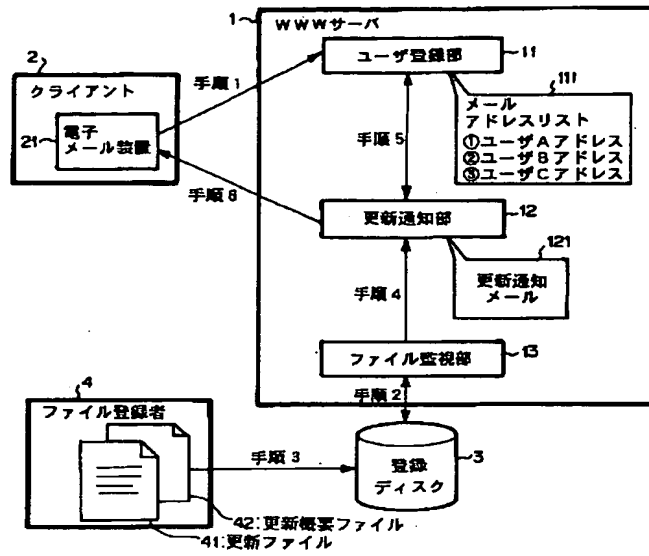 1
WWWサーバ
ユーザ登録部
11
2
クライアント
手順1
111
メール
アドレスリスト
①ユーザAアドレス
②ユーザBアドレス
③ユーザCアドレス
21
電子
メール装置
手順5
手順6
更新通知部
12
121
更新通知
メール
手順4
ファイル監視部
13
手順2
4
ファイル登録者
手順3
登録
ディスク
3
42:更新概要ファイル
41:更新ファイル